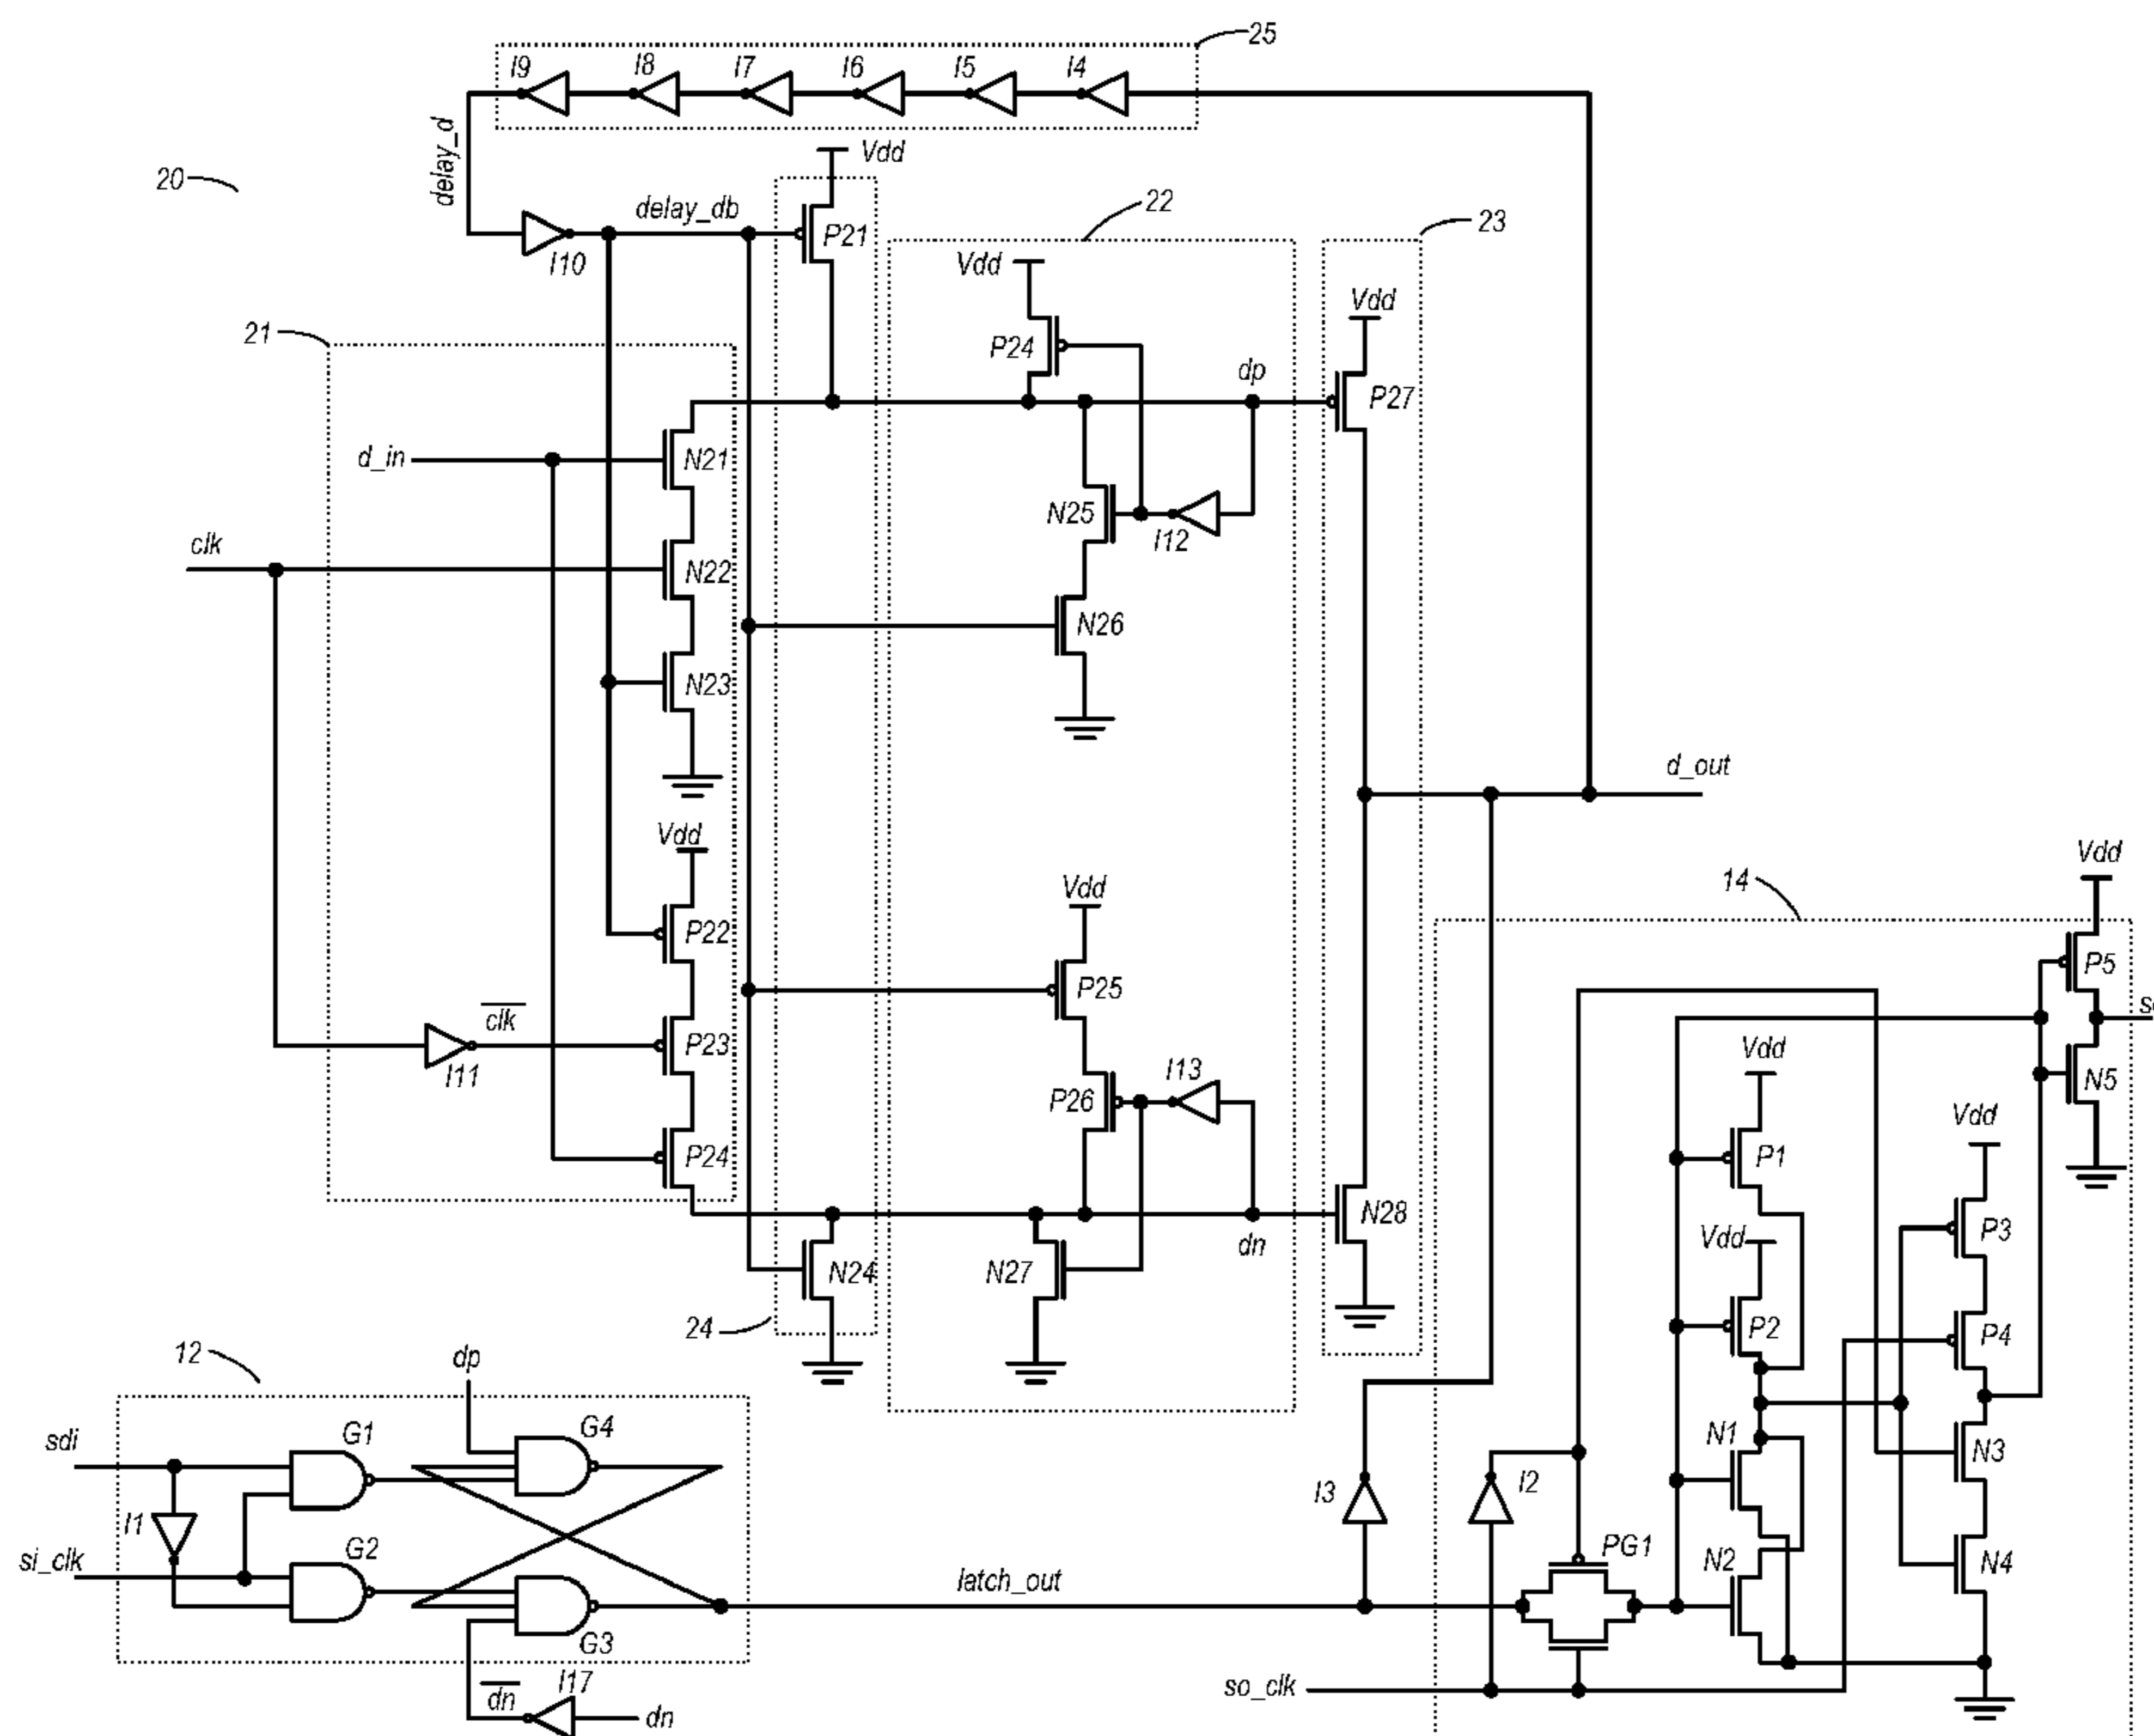 25
I9
I8
I7
I6
I5
I4
delay_d
Vdd
20
delay_db
P21
22
23
I10
Vdd
Vdd
21
P24
dp
P27
d_in
N21
N25
I12
clk
N22
N26
N23
d_out
Vdd
Vdd
Vdd
14
P22
P25
P5
clk
P23
I11
I13
P26
Vdd
N5
Vdd
P24
P1
N28
P3
dn
Vdd
N24
N27
P2
P4
24
12
dp
sdi
G1
G4
N1
N3
I1
I3
I2
si_clk
G2
PG1
N2
N4
latch_out
G3
dn
I17
dn
so_clk